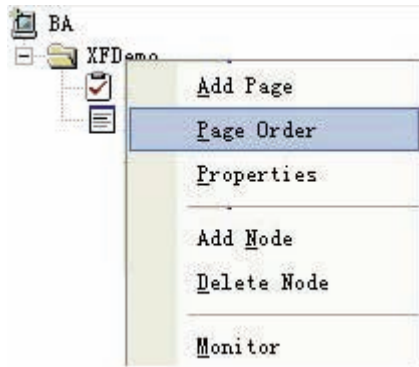 BA
XFDemo
Add Page
Page Order
Properties
Add Node
Delete Node
Monitor